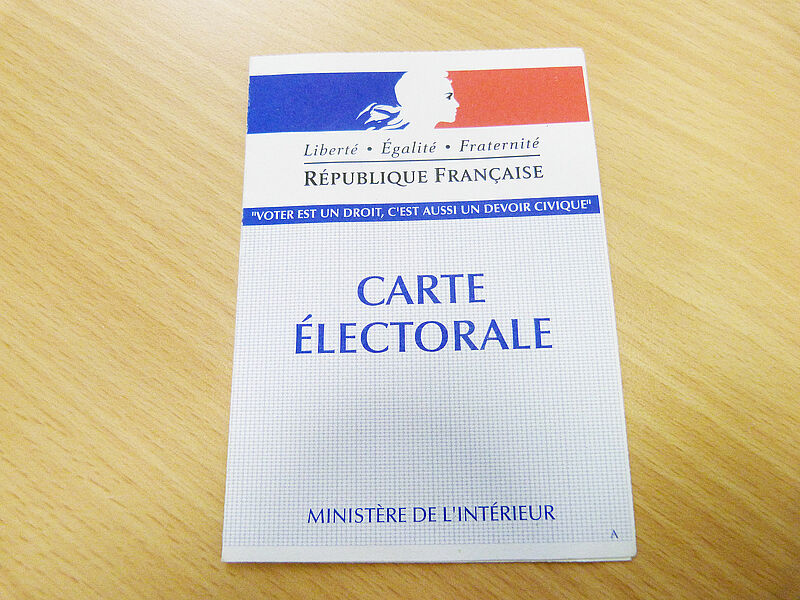 Liberté • Égalité • Fraternité
RÉPUBLIQUE FRANÇAISE
"VOTER EST UN DROIT, C'EST AUSSI UN DEVOIR CIVIQUE"
CARTE
ÉLECTORALE
MINISTÈRE DE L'INTÉRIEUR
A